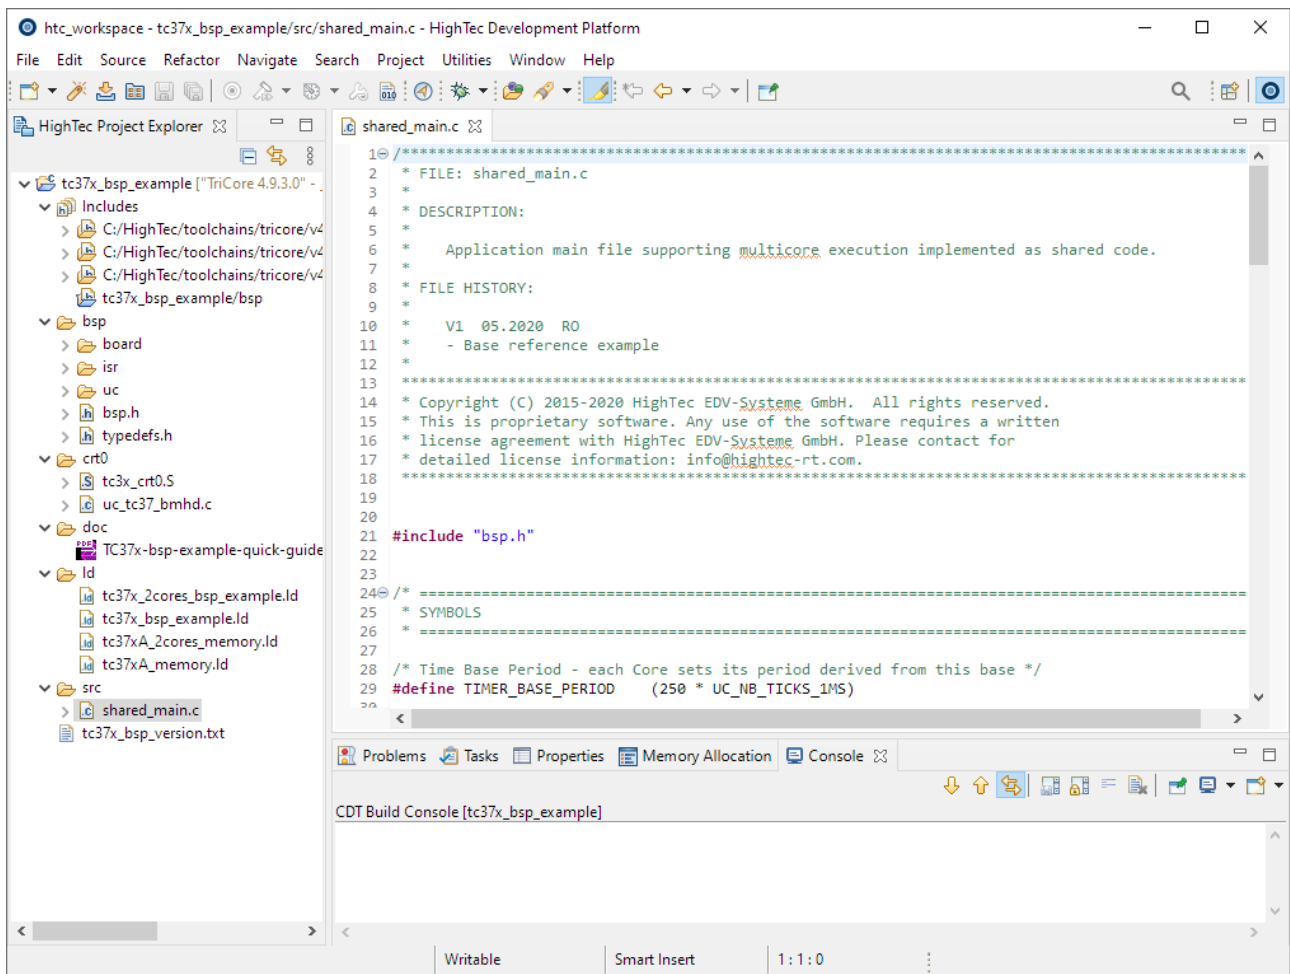 htc_workspace - tc37x_bsp_example/src/shared_main.c - HighTec Development Platform
File Edit Source Refactor Navigate Search Project Utilities Window Help
HighTec Project Explorer
tc37x_bsp_example ["TriCore 4.9.3.0" -
Includes
C:/HighTec/toolchains/tricore/v4
C:/HighTec/toolchains/tricore/v4
C:/HighTec/toolchains/tricore/v4
tc37x_bsp_example/bsp
bsp
board
isr
uc
bsp.h
typedefs.h
crt0
tc3x_crt0.S
uc_tc37_bmhd.c
doc
TC37x-bsp-example-quick-guide
ld
tc37x_2cores_bsp_example.ld
tc37x_bsp_example.ld
tc37xA_2cores_memory.ld
tc37xA_memory.ld
src
shared_main.c
tc37x_bsp_version.txt
shared_main.c
1 /***********************************************************************************************
2 * FILE: shared_main.c
3 *
4 * DESCRIPTION:
5 *
6 *    Application main file supporting multicore execution implemented as shared code.
7 *
8 * FILE HISTORY:
9 *
10 *    V1  05.2020  RO
11 *    - Base reference example
12 *
13 ***********************************************************************************************
14 * Copyright (C) 2015-2020 HighTec EDV-Systeme GmbH.  All rights reserved.
15 * This is proprietary software. Any use of the software requires a written
16 * license agreement with HighTec EDV-Systeme GmbH. Please contact for
17 * detailed license information: info@hightec-rt.com.
18 ***********************************************************************************************
19
20
21 #include "bsp.h"
22
23
24 /* =============================================================================================
25 * SYMBOLS
26 * =============================================================================================
27
28 /* Time Base Period - each Core sets its period derived from this base */
29 #define TIMER_BASE_PERIOD    (250 * UC_NB_TICKS_1MS)
30
Problems Tasks Properties Memory Allocation Console
CDT Build Console [tc37x_bsp_example]
Writable Smart Insert 1 : 1 : 0